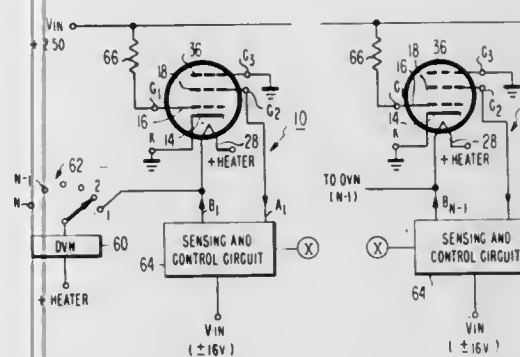 VIN
+250
66
18
36
G3
G1
16
14
G2
K
28
+HEATER
10
62
N-1
N
2
1
DVM
60
+ HEATER
B1
A1
64
SENSING AND
CONTROL CIRCUIT
X
VIN
(±16V)
66
18
36
G3
G1
16
G2
14
K
28
+HEATER
TO DVM
(N-1)
BN-1
X
SENSING AND
CONTROL CIRCUIT
64
VIN
(±16V)